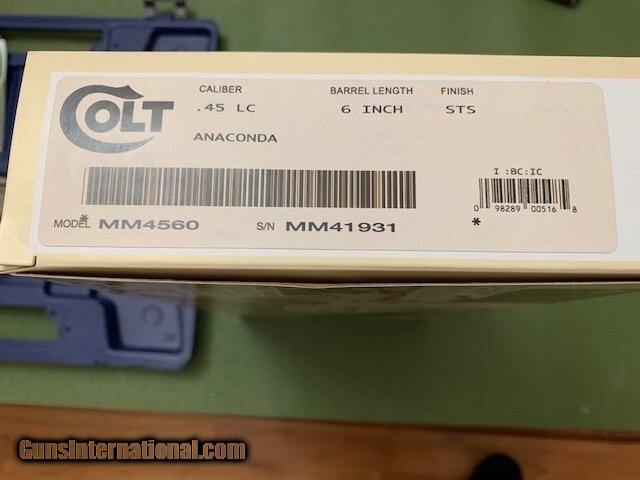 COLT
CALIBER BARREL LENGTH FINISH
.45 LC 6 INCH STS
ANACONDA
I :BC:IC
0 98289 00516 8
*
MODEL* MM4560 S/N MM41931
GunsInternational.com